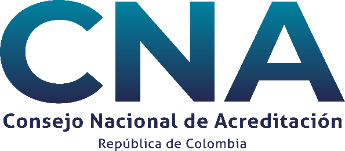 CNA
Consejo Nacional de Acreditación
República de Colombia